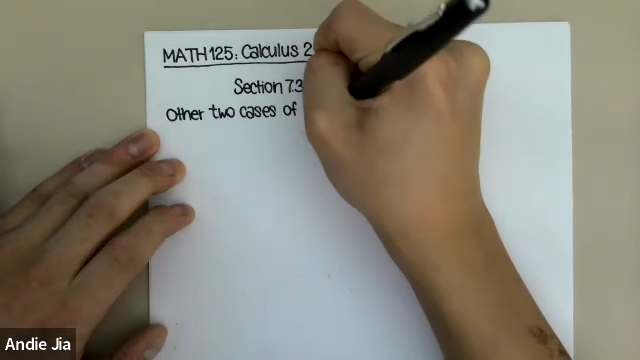 MATH 125: Calculus 2
Section 7.3
Other two cases of
Andie Jia